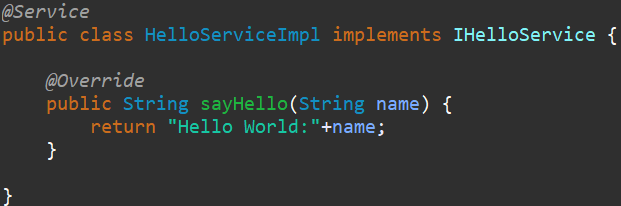 @Service
public class HelloServiceImpl implements IHelloService {
@Override
public String sayHello(String name) {
return "Hello World:"+name;
}
}